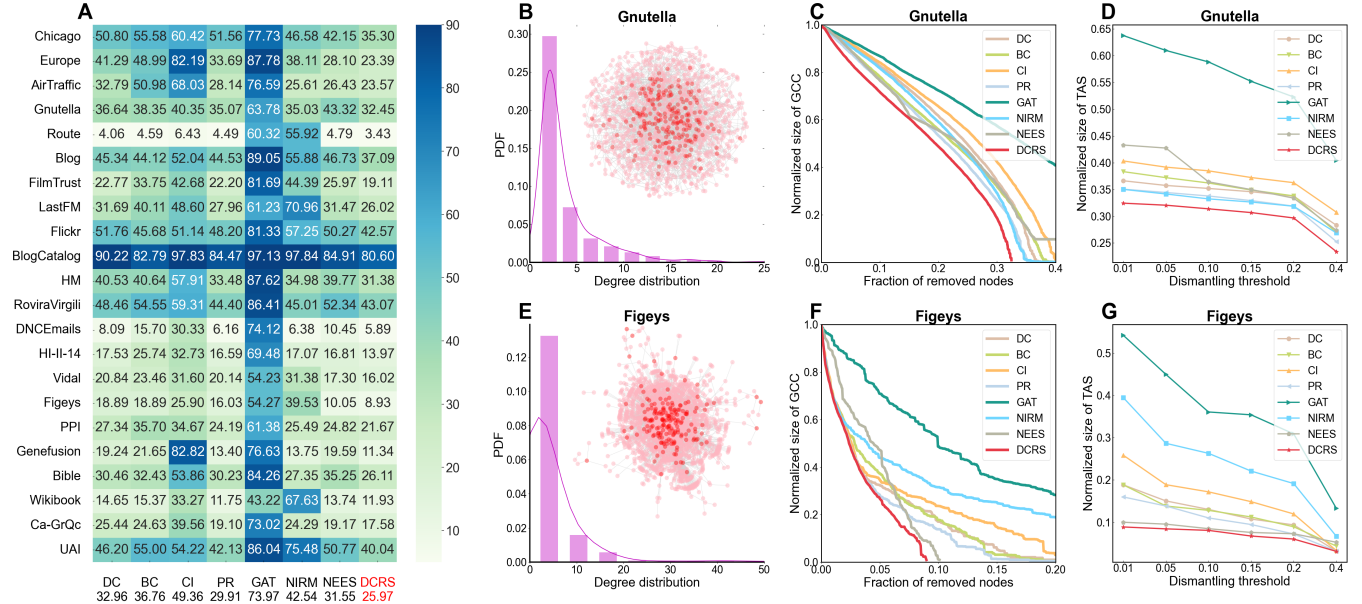 A
Chicago 50.80 55.58 60.42 51.56 77.73 46.58 42.15 35.30
Europe 41.29 48.99 82.19 33.69 87.78 38.11 28.10 23.39
AirTraffic 32.79 50.98 68.03 28.14 76.59 25.61 26.43 23.57
Gnutella 36.64 38.35 40.35 35.07 63.78 35.03 43.32 32.45
Route 4.06 4.59 6.43 4.49 60.32 55.92 4.79 3.43
Blog 45.34 44.12 52.04 44.53 89.05 55.88 46.73 37.09
FilmTrust 22.77 33.75 42.68 22.20 81.69 44.39 25.97 19.11
LastFM 31.69 40.11 48.60 27.96 61.23 70.96 31.47 26.02
Flickr 51.76 45.68 51.14 48.20 81.33 57.25 50.27 42.57
BlogCatalog 90.22 82.79 97.83 84.47 97.13 97.84 84.91 80.60
HM 40.53 40.64 57.91 33.48 87.62 34.98 39.77 31.38
RoviraVirgili 48.46 54.55 59.31 44.40 86.41 45.01 52.34 43.07
DNCEmails 8.09 15.70 30.33 6.16 74.12 6.38 10.45 5.89
HI-II-14 17.53 25.74 32.73 16.59 69.48 17.07 16.81 13.97
Vidal 20.84 23.46 31.60 20.14 54.23 31.38 17.30 16.02
Figeys 18.89 18.89 25.90 16.03 54.27 39.53 10.05 8.93
PPI 27.34 35.70 34.67 24.19 61.38 25.49 24.82 21.67
Genefusion 19.24 21.65 82.82 13.40 76.63 13.75 19.59 11.34
Bible 30.46 32.43 53.86 30.23 84.26 27.35 35.25 26.11
Wikibook 14.65 15.37 33.27 11.75 43.22 67.63 13.74 11.93
Ca-GrQc 25.44 24.63 39.56 19.10 73.02 24.29 19.17 17.58
UAI 46.20 55.00 54.22 42.13 86.04 75.48 50.77 40.04
DC BC CI PR GAT NIRM NEES DCRS
32.96 36.76 49.36 29.91 73.97 42.54 31.55 25.97
90
80
70
60
50
40
30
20
10
B
Gnutella
PDF
0.30
0.25
0.20
0.15
0.10
0.05
0.00
0 5 10 15 20 25
Degree distribution
C
Gnutella
Normalized size of GCC
1.0
0.8
0.6
0.4
0.2
0.0
0.0 0.1 0.2 0.3 0.4
Fraction of removed nodes
DC
BC
CI
PR
GAT
NIRM
NEES
DCRS
D
Gnutella
Normalized size of TAS
0.65
0.60
0.55
0.50
0.45
0.40
0.35
0.30
0.25
0.01 0.05 0.10 0.15 0.2 0.4
Dismantling threshold
DC
BC
CI
PR
GAT
NIRM
NEES
DCRS
E
Figeys
PDF
0.12
0.10
0.08
0.06
0.04
0.02
0.00
0 10 20 30 40 50
Degree distribution
F
Figeys
Normalized size of GCC
1.0
0.8
0.6
0.4
0.2
0.0
0.00 0.05 0.10 0.15 0.20
Fraction of removed nodes
DC
BC
CI
PR
GAT
NIRM
NEES
DCRS
G
Figeys
Normalized size of TAS
0.5
0.4
0.3
0.2
0.1
0.01 0.05 0.10 0.15 0.2 0.4
Dismantling threshold
DC
BC
CI
PR
GAT
NIRM
NEES
DCRS